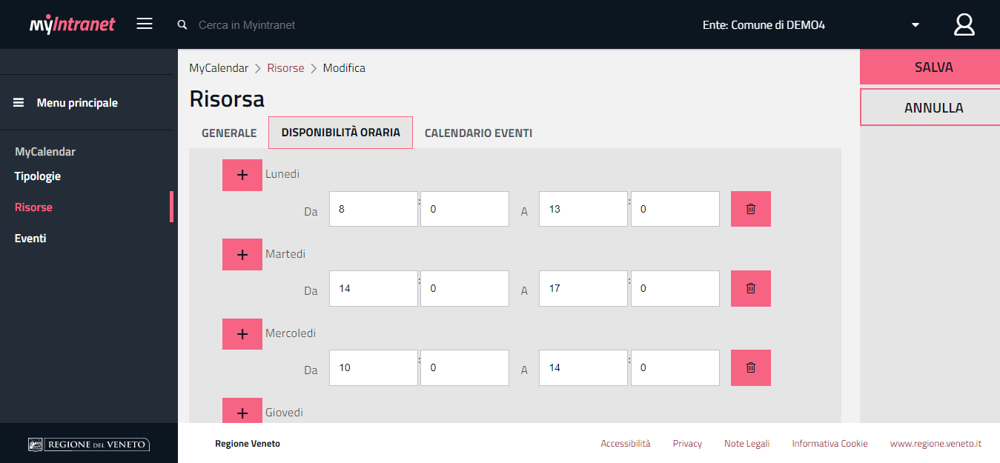 myIntranet
Cerca in Myintranet
Ente: Comune di DEMO4
Menu principale
MyCalendar
Tipologie
Risorse
Eventi
MyCalendar > Risorse > Modifica
Risorsa
GENERALE
DISPONIBILITÀ ORARIA
CALENDARIO EVENTI
+ Lunedi
Da 8 : 0 A 13 : 0
+ Martedi
Da 14 : 0 A 17 : 0
+ Mercoledi
Da 10 : 0 A 14 : 0
+ Giovedi
SALVA
ANNULLA
REGIONE DEL VENETO
Regione Veneto
Accessibilità
Privacy
Note Legali
Informativa Cookie
www.regione.veneto.it